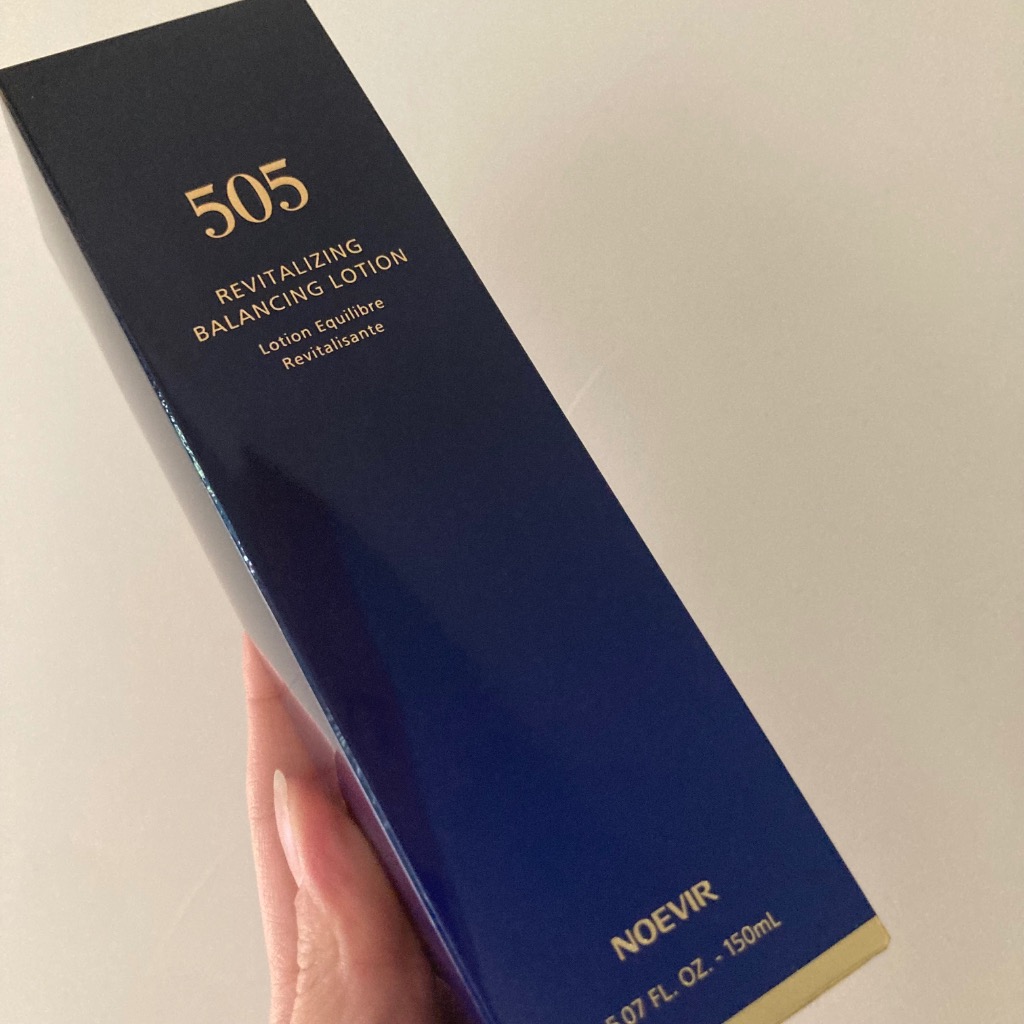 505
REVITALIZING
BALANCING LOTION
Lotion Equilibre
Revitalisante
NOEVIR
5.07 FL. OZ. - 150mL